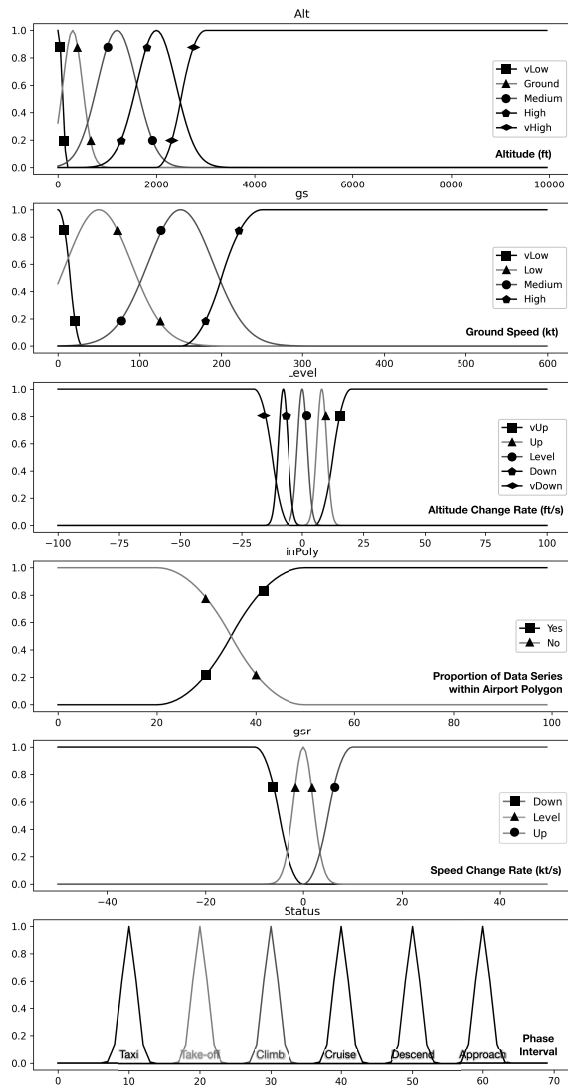 Alt
1.0
0.8
0.6
0.4
0.2
0.0
vLow
Ground
Medium
High
vHigh
Altitude (ft)
0 2000 4000 6000 8000 10000
gs
1.0
0.8
0.6
0.4
0.2
0.0
vLow
Low
Medium
High
Ground Speed (kt)
0 100 200 300 400 500 600
Level
1.0
0.8
0.6
0.4
0.2
0.0
vUp
Up
Level
Down
vDown
Altitude Change Rate (ft/s)
−100 −75 −50 −25 0 25 50 75 100
inPoly
1.0
0.8
0.6
0.4
0.2
0.0
Yes
No
Proportion of Data Series
within Airport Polygon
0 20 40 60 80 100
gsr
1.0
0.8
0.6
0.4
0.2
0.0
Down
Level
Up
Speed Change Rate (kt/s)
−40 −20 0 20 40
Status
1.0
0.8
0.6
0.4
0.2
0.0
Taxi Take-off Climb Cruise Descend Approach
Phase
Interval
0 10 20 30 40 50 60 70